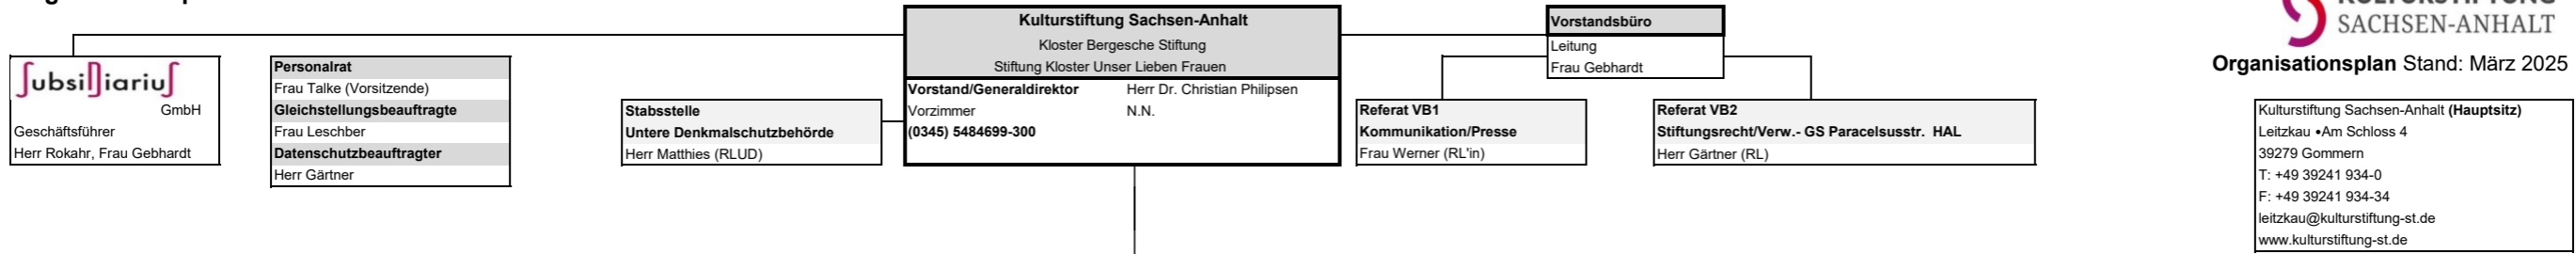 Kulturstiftung Sachsen-Anhalt
Kloster Bergesche Stiftung
Stiftung Kloster Unser Lieben Frauen
Vorstand/Generaldirektor Herr Dr. Christian Philipsen
Vorzimmer N.N.
(0345) 5484699-300
Vorstandsbüro
Leitung
Frau Gebhardt
SACHSEN-ANHALT
Organisationsplan Stand: März 2025
SubsiDiariuS
GmbH
Geschäftsführer
Herr Rokahr, Frau Gebhardt
Personalrat
Frau Talke (Vorsitzende)
Gleichstellungsbeauftragte
Frau Leschber
Datenschutzbeauftragter
Herr Gärtner
Stabsstelle
Untere Denkmalschutzbehörde
Herr Matthies (RLUD)
Referat VB1
Kommunikation/Presse
Frau Werner (RL'in)
Referat VB2
Stiftungsrecht/Verw.- GS Paracelsusstr. HAL
Herr Gärtner (RL)
Kulturstiftung Sachsen-Anhalt (Hauptsitz)
Leitzkau •Am Schloss 4
39279 Gommern
T: +49 39241 934-0
F: +49 39241 934-34
leitzkau@kulturstiftung-st.de
www.kulturstiftung-st.de